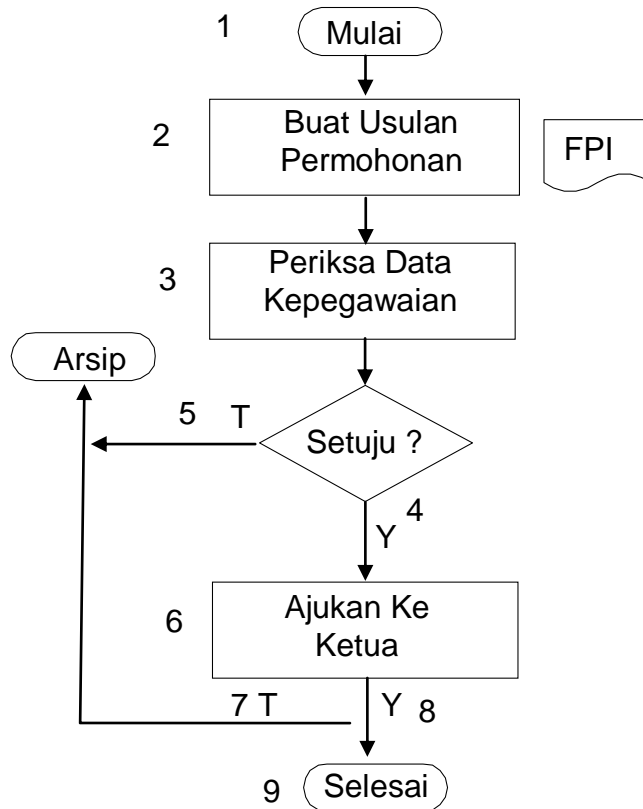 1
Mulai
2
Buat Usulan
Permohonan
FPI
3
Periksa Data
Kepegawaian
Arsip
5 T
Setuju ?
Y 4
6
Ajukan Ke
Ketua
7 T
Y 8
9
Selesai